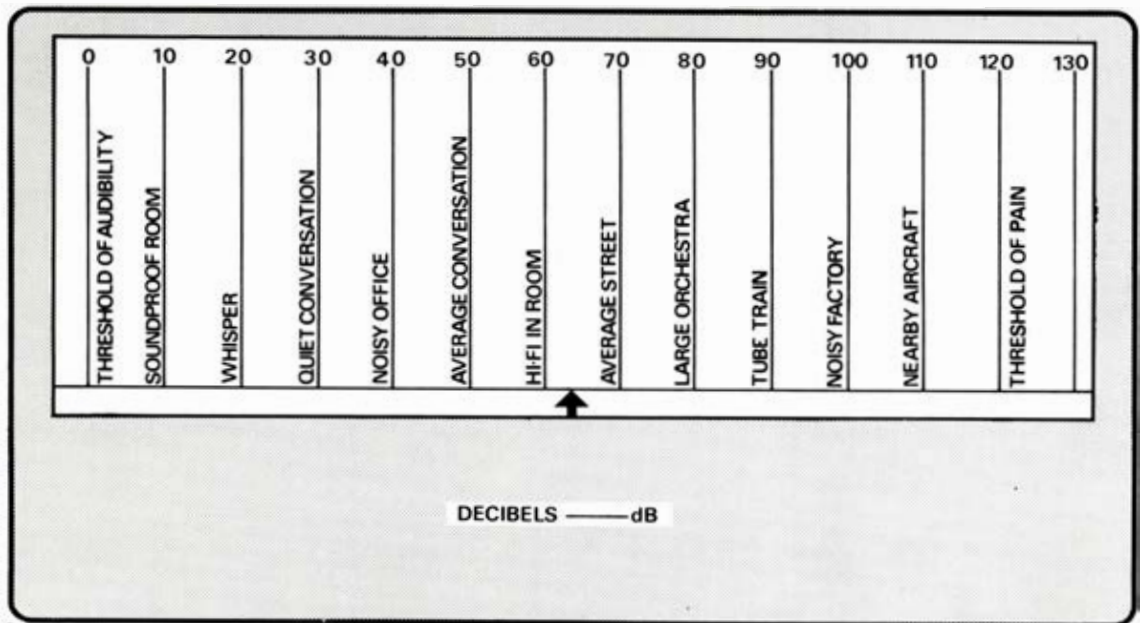 0 10 20 30 40 50 60 70 80 90 100 110 120 130
THRESHOLD OF AUDIBILITY
SOUNDPROOF ROOM
WHISPER
QUIET CONVERSATION
NOISY OFFICE
AVERAGE CONVERSATION
HI-FI IN ROOM
AVERAGE STREET
LARGE ORCHESTRA
TUBE TRAIN
NOISY FACTORY
NEARBY AIRCRAFT
THRESHOLD OF PAIN
DECIBELS ——— dB